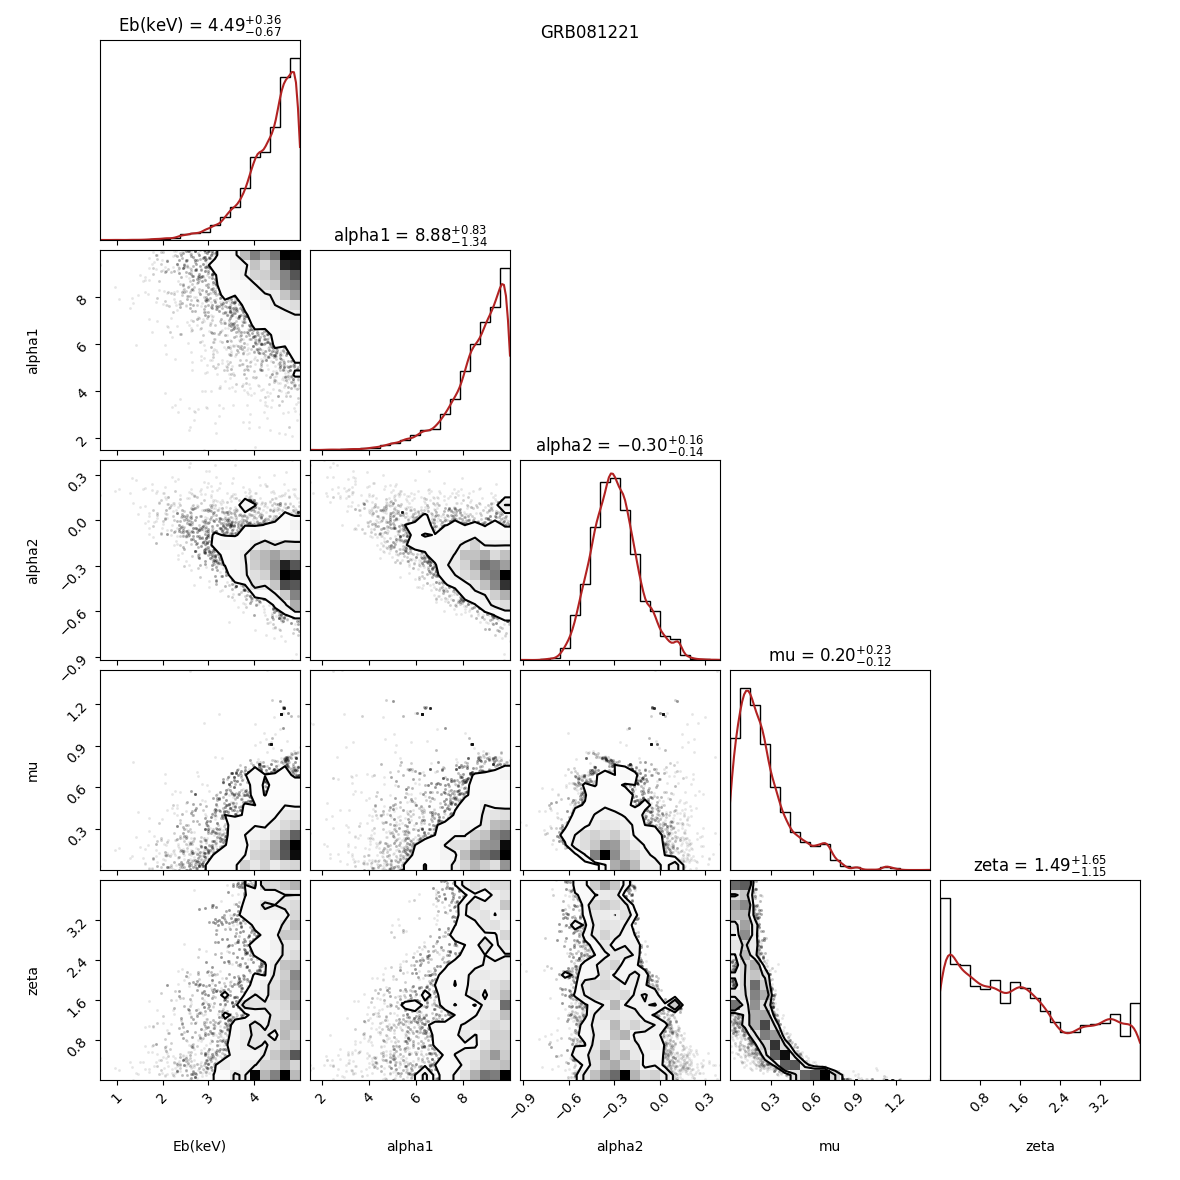 Eb(keV) = 4.49+0.36 −0.67
GRB081221
alpha1 = 8.88+0.83 −1.34
alpha1
8
6
4
2
alpha2 = −0.30+0.16 −0.14
alpha2
0.3
0.0
−0.3
−0.6
−0.9
mu = 0.20+0.23 −0.12
mu
1.2
0.9
0.6
0.3
zeta = 1.49+1.65 −1.15
zeta
3.2
2.4
1.6
0.8
1 2 3 4 2 4 6 8 −0.9 −0.6 −0.3 0.0 0.3 0.3 0.6 0.9 1.2 0.8 1.6 2.4 3.2
Eb(keV) alpha1 alpha2 mu zeta